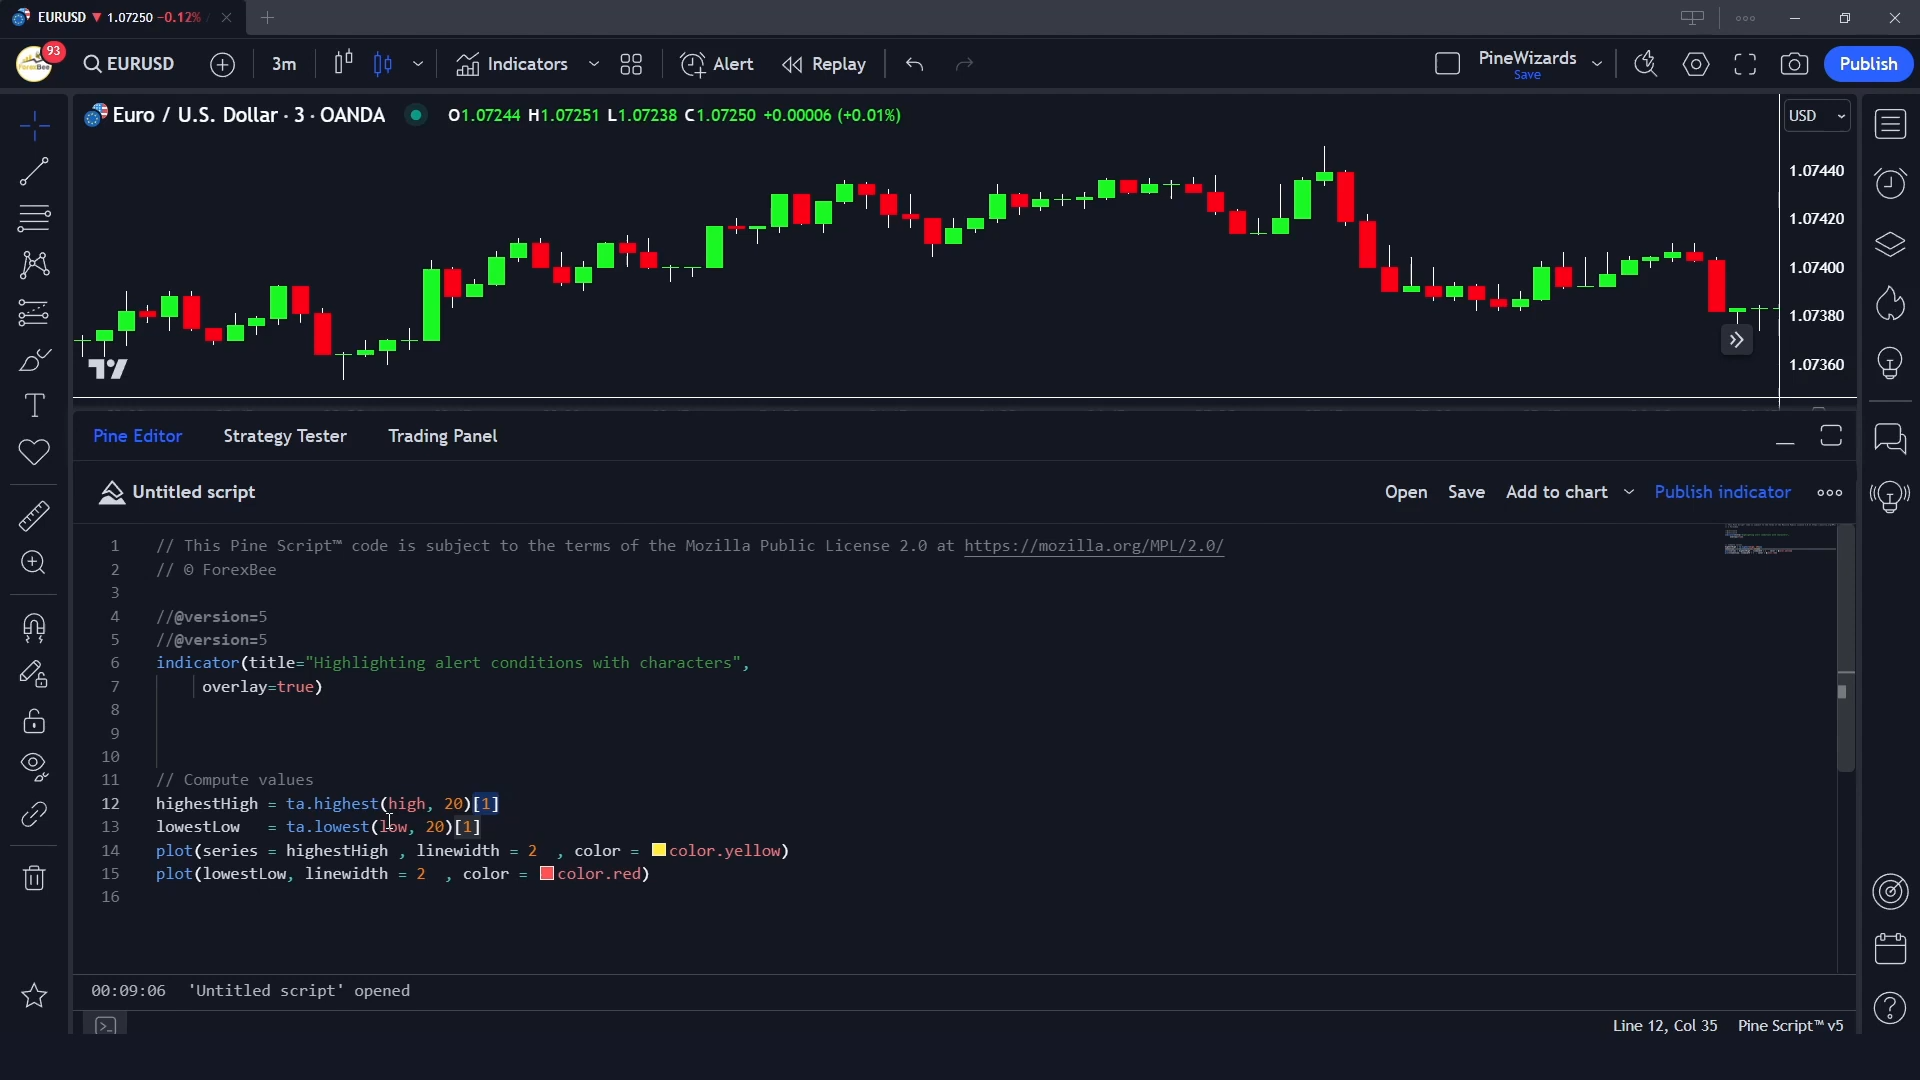 EURUSD ▼ 1.07250 −0.12% /
93
EURUSD
3m
Indicators
Alert
Replay
PineWizards
Save
Publish
Euro / U.S. Dollar · 3 · OANDA
O1.07244 H1.07251 L1.07238 C1.07250 +0.00006 (+0.01%)
USD
1.07440
1.07420
1.07400
1.07380
1.07360
Pine Editor
Strategy Tester
Trading Panel
Untitled script
Open
Save
Add to chart
Publish indicator
1 // This Pine Script™ code is subject to the terms of the Mozilla Public License 2.0 at https://mozilla.org/MPL/2.0/
2 // © ForexBee
3
4 //@version=5
5 //@version=5
6 indicator(title="Highlighting alert conditions with characters",
7 overlay=true)
8
9
10
11 // Compute values
12 highestHigh = ta.highest(high, 20)[1]
13 lowestLow = ta.lowest(low, 20)[1]
14 plot(series = highestHigh , linewidth = 2 , color = color.yellow)
15 plot(lowestLow, linewidth = 2 , color = color.red)
16
00:09:06 'Untitled script' opened
Line 12, Col 35
Pine Script™ v5